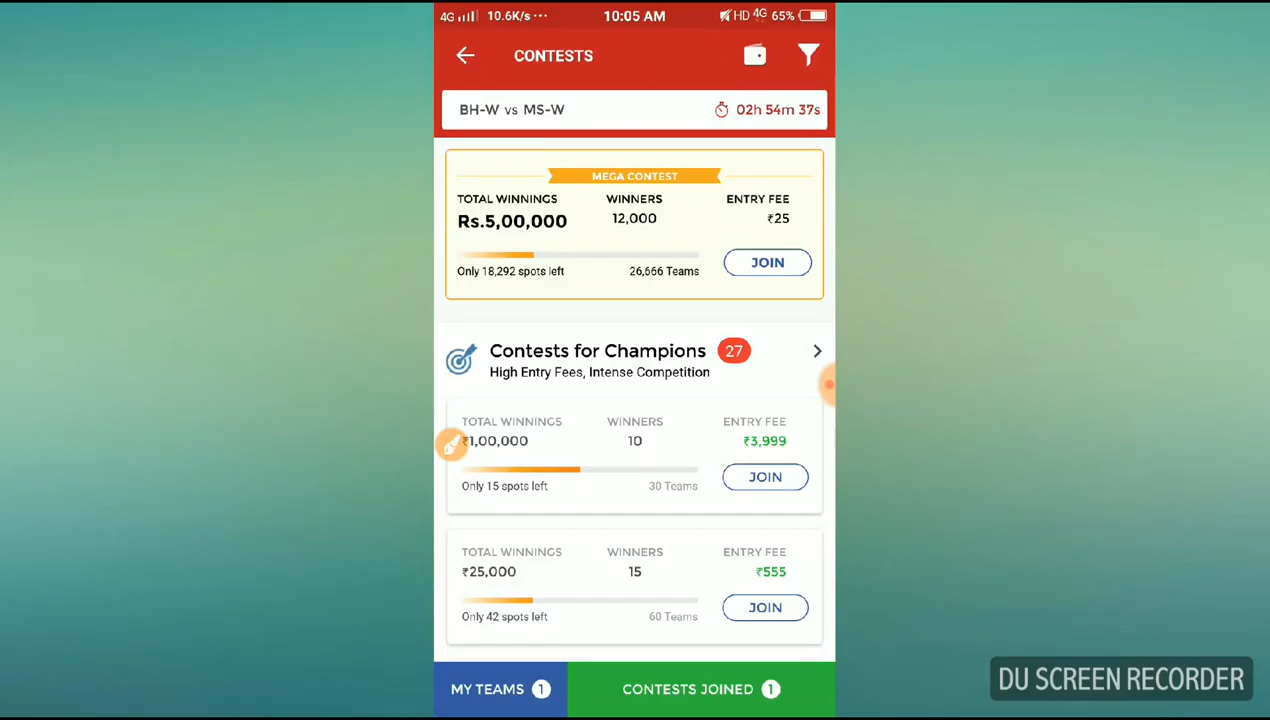 4G 10.6K/s ··· 10:05 AM HD 4G 65%
CONTESTS
BH-W vs MS-W 02h 54m 37s
MEGA CONTEST
TOTAL WINNINGS WINNERS ENTRY FEE
Rs.5,00,000 12,000 ₹25
JOIN
Only 18,292 spots left 26,666 Teams
Contests for Champions 27
High Entry Fees, Intense Competition
TOTAL WINNINGS WINNERS ENTRY FEE
₹1,00,000 10 ₹3,999
JOIN
Only 15 spots left 30 Teams
TOTAL WINNINGS WINNERS ENTRY FEE
₹25,000 15 ₹555
JOIN
Only 42 spots left 60 Teams
MY TEAMS 1 CONTESTS JOINED 1
DU SCREEN RECORDER